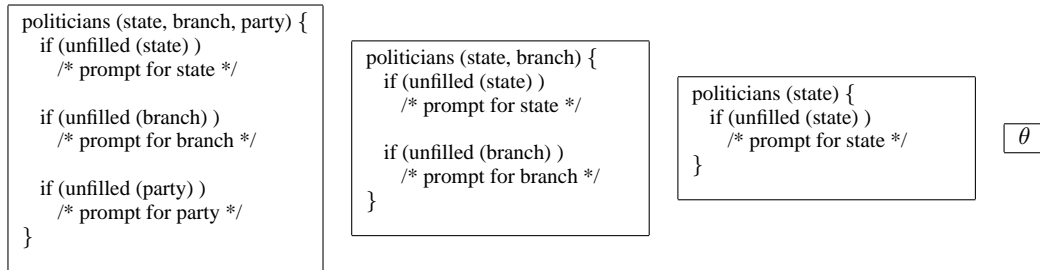 politicians (state, branch, party) {
if (unfilled (state) )
/* prompt for state */
if (unfilled (branch) )
/* prompt for branch */
if (unfilled (party) )
/* prompt for party */
}
politicians (state, branch) {
if (unfilled (state) )
/* prompt for state */
if (unfilled (branch) )
/* prompt for branch */
}
politicians (state) {
if (unfilled (state) )
/* prompt for state */
}
θ